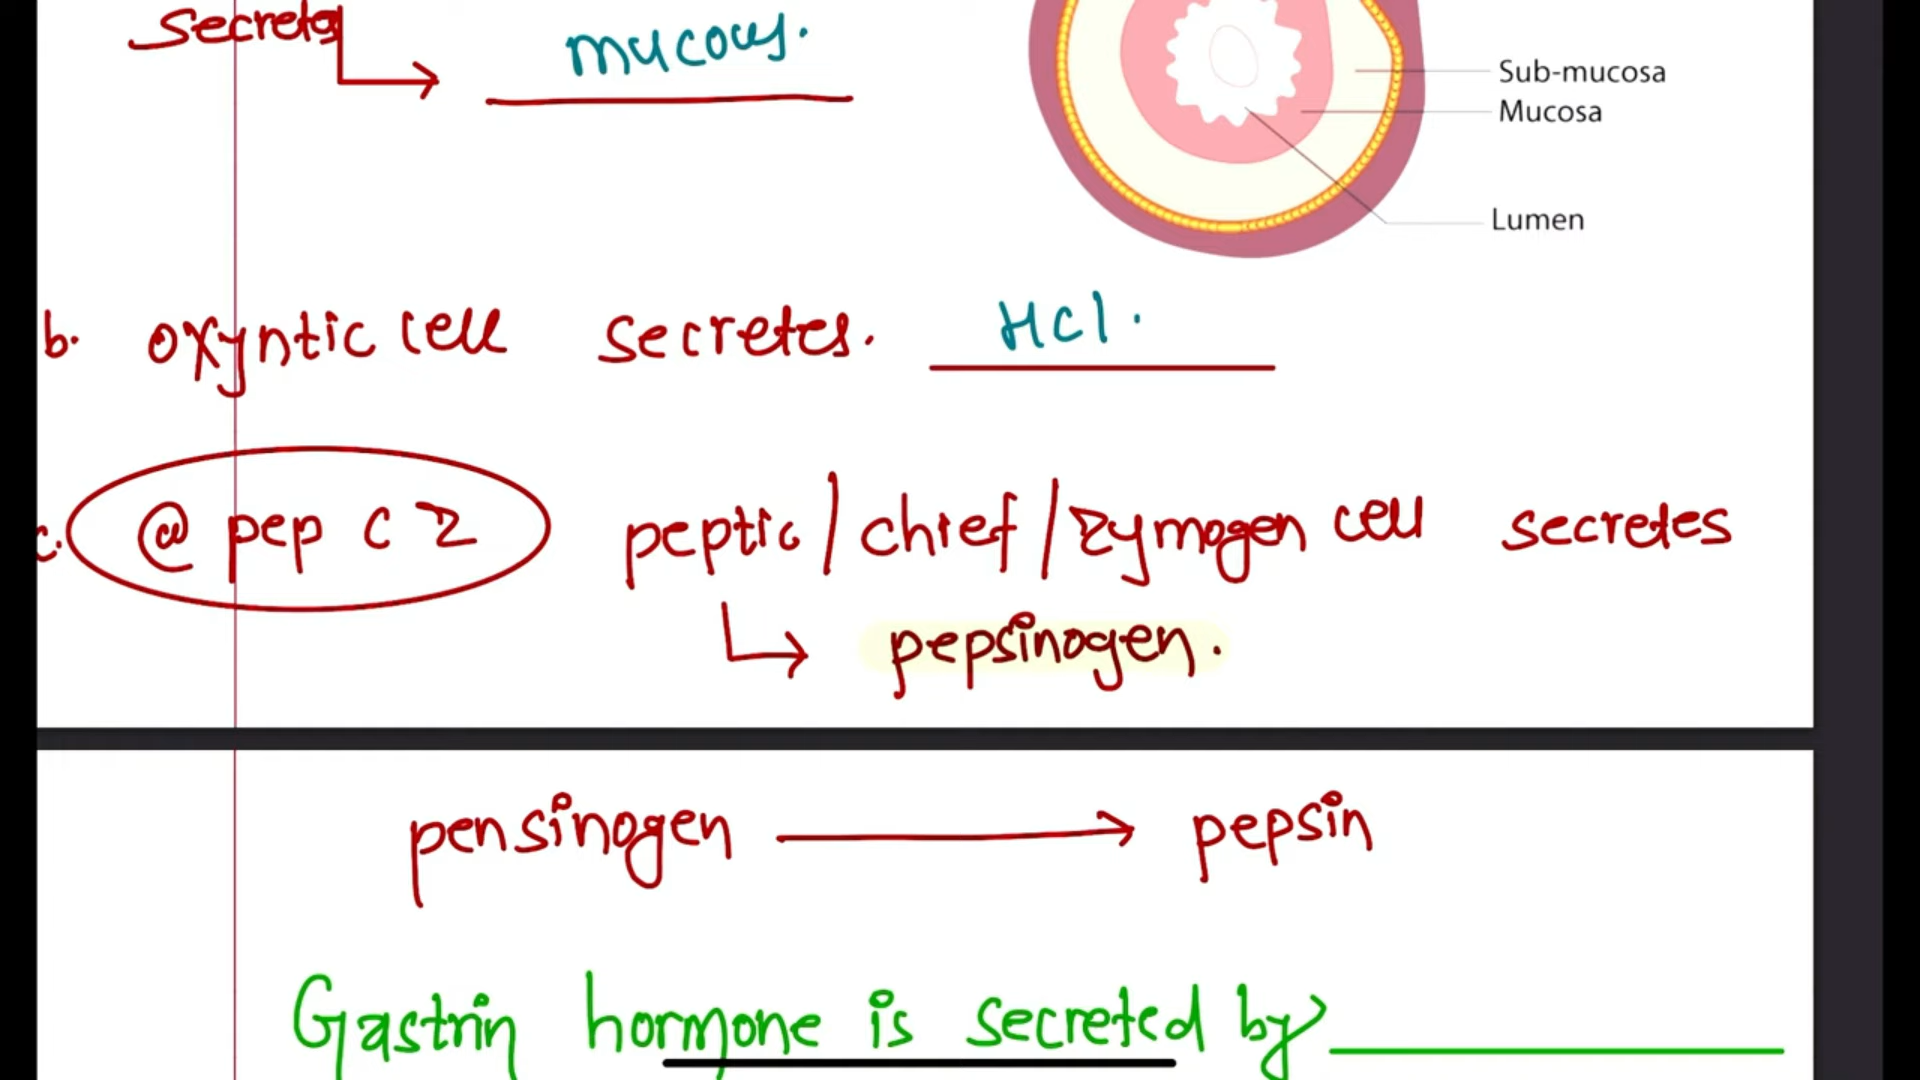 secretes
mucous.
Sub-mucosa
Mucosa
Lumen
b. oxyntic cell secretes. HCl.
c. @ pep c z peptic / chief / zymogen cell secretes
pepsinogen.
pensinogen → pepsin
Gastrin hormone is secreted by